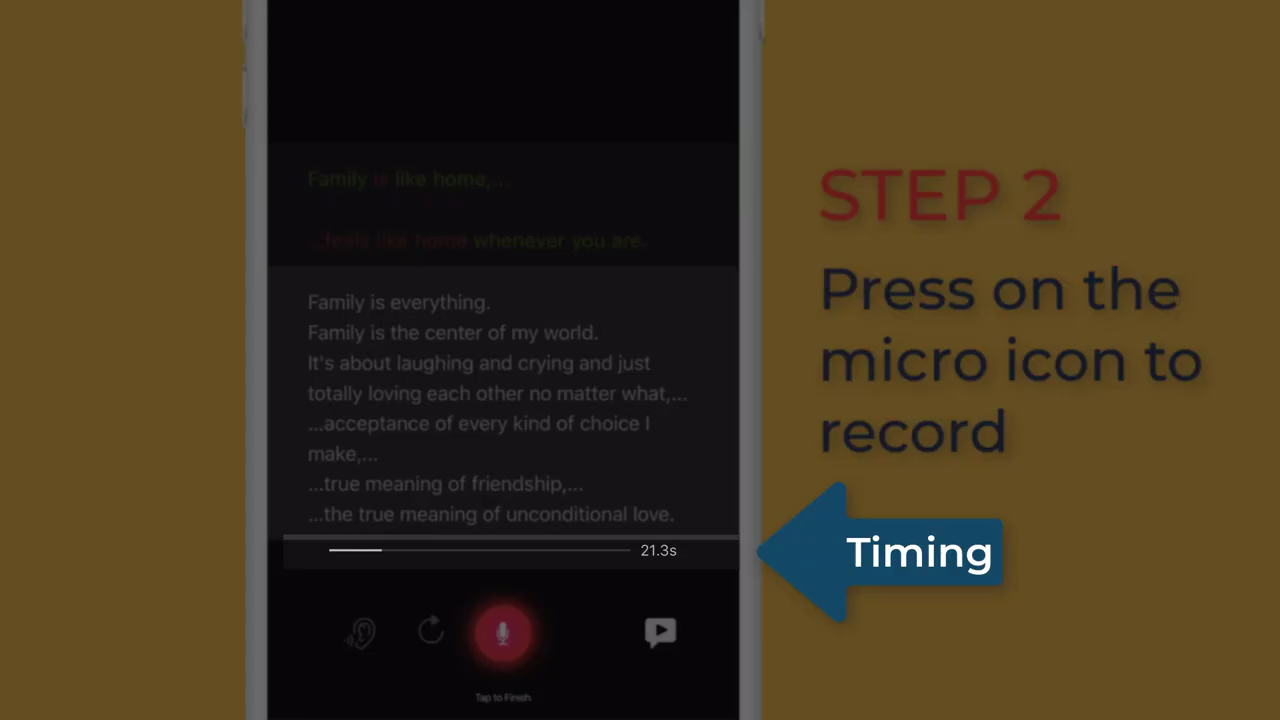 Family is like home,...
...feels like home whenever you are.
Family is everything.
Family is the center of my world.
It's about laughing and crying and just
totally loving each other no matter what,...
...acceptance of every kind of choice I
make,...
...true meaning of friendship,...
...the true meaning of unconditional love.
21.3s
Tap to Finish
STEP 2
Press on the
micro icon to
record
Timing